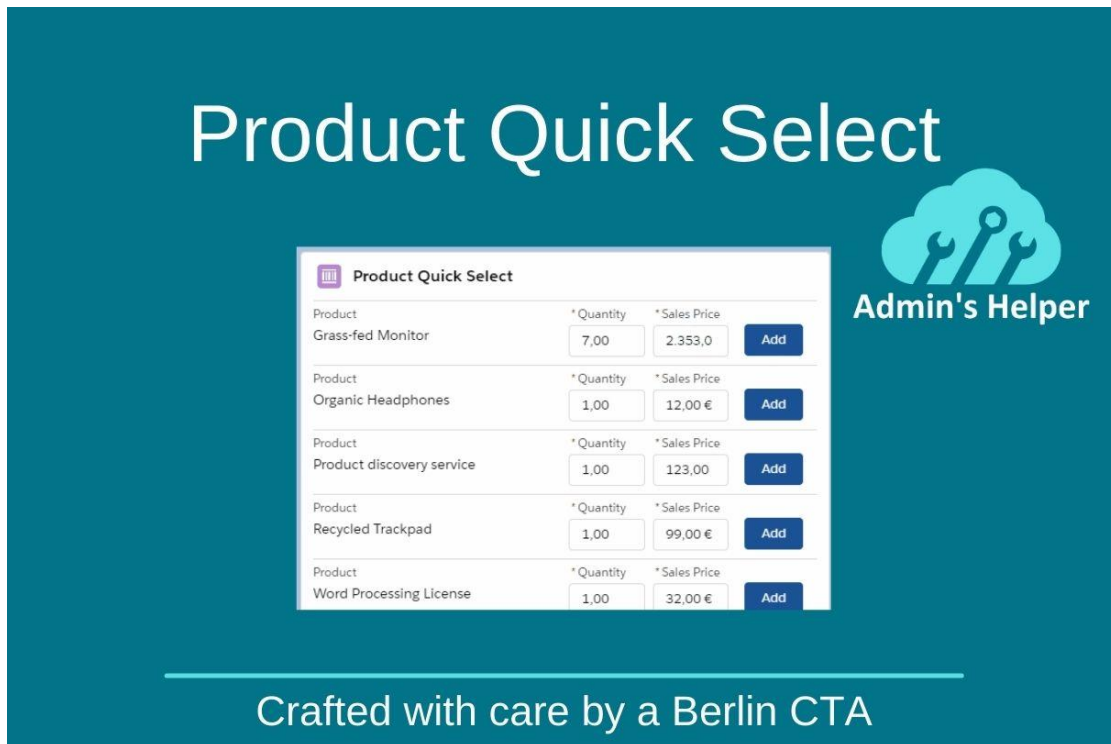 Product Quick Select
Admin's Helper
Product Quick Select
Product * Quantity * Sales Price
Grass-fed Monitor 7,00 2.353,0 Add
Product * Quantity * Sales Price
Organic Headphones 1,00 12,00 € Add
Product * Quantity * Sales Price
Product discovery service 1,00 123,00 Add
Product * Quantity * Sales Price
Recycled Trackpad 1,00 99,00 € Add
Product * Quantity * Sales Price
Word Processing License 1,00 32,00 € Add
Crafted with care by a Berlin CTA